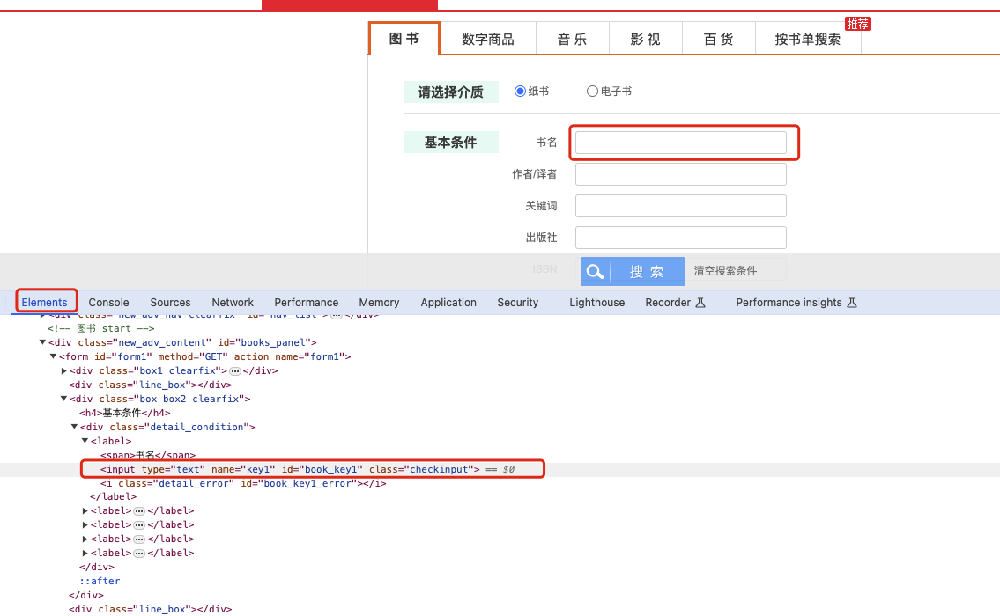 推荐
图 书 数字商品 音 乐 影 视 百 货 按书单搜索
请选择介质 纸书 电子书
基本条件 书名
作者/译者
关键词
出版社
ISBN 搜 索 清空搜索条件
Elements Console Sources Network Performance Memory Application Security Lighthouse Recorder Performance insights
<div class="new_adv_nav clearfix" id="nav_list">…</div>
<!-- 图书 start -->
<div class="new_adv_content" id="books_panel">
<form id="form1" method="GET" action name="form1">
<div class="box1 clearfix">…</div>
<div class="line_box"></div>
<div class="box box2 clearfix">
<h4>基本条件</h4>
<div class="detail_condition">
<label>
<span>书名</span>
<input type="text" name="key1" id="book_key1" class="checkinput"> == $0
<i class="detail_error" id="book_key1_error"></i>
</label>
<label>…</label>
<label>…</label>
<label>…</label>
<label>…</label>
</div>
::after
</div>
<div class="line_box"></div>